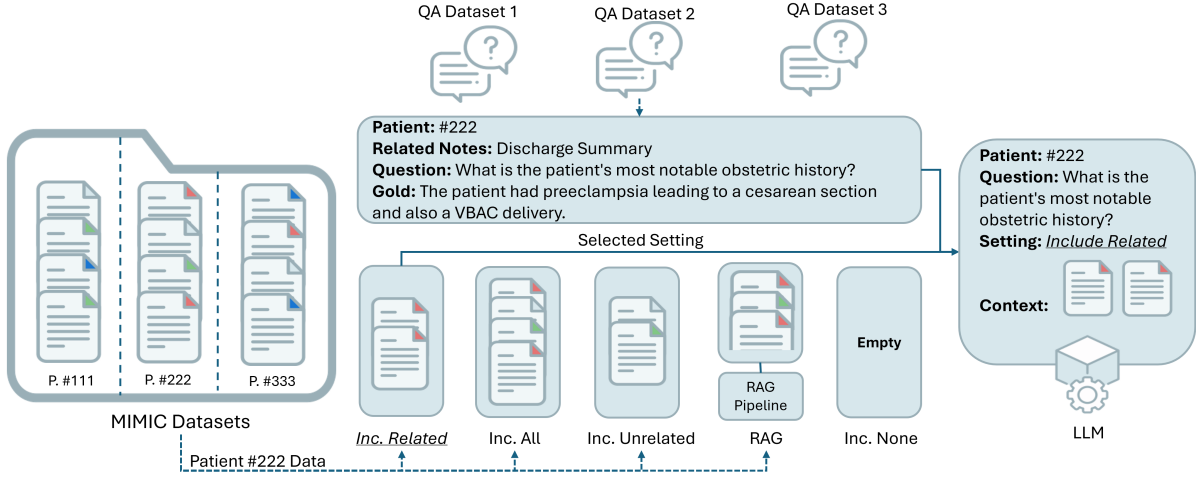 QA Dataset 1
QA Dataset 2
QA Dataset 3
Patient: #222
Related Notes: Discharge Summary
Question: What is the patient's most notable obstetric history?
Gold: The patient had preeclampsia leading to a cesarean section
and also a VBAC delivery.
Selected Setting
P. #111
P. #222
P. #333
MIMIC Datasets
Patient #222 Data
Inc. Related
Inc. All
Inc. Unrelated
RAG
Pipeline
RAG
Empty
Inc. None
Patient: #222
Question: What is the
patient's most notable
obstetric history?
Setting: Include Related
Context:
LLM